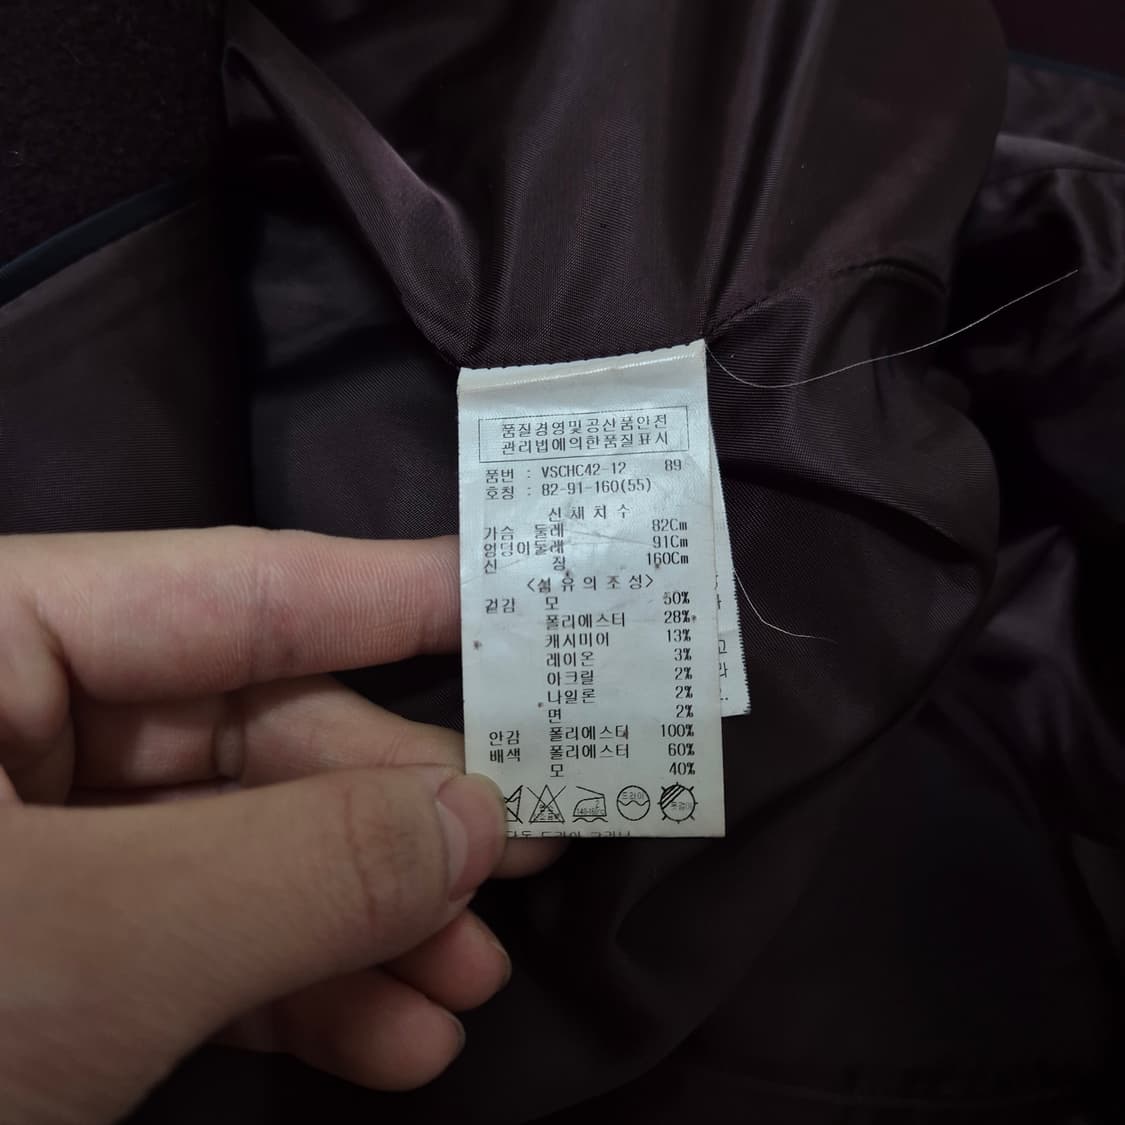 품질경영및공산품안전
관리법에의한품질표시
품번 : VSCHC42-12 89
호칭 : 82-91-160(55)
신체치수
가슴 둘레 82Cm
엉덩이둘레 91Cm
신 장 160Cm
<섬유의조성>
겉감 모 50%
폴리에스터 28%
캐시미어 13%
레이온 3%
아크릴 2%
나일론 2%
면 2%
안감 폴리에스터 100%
배색 폴리에스터 60%
모 40%
드라이
고
라